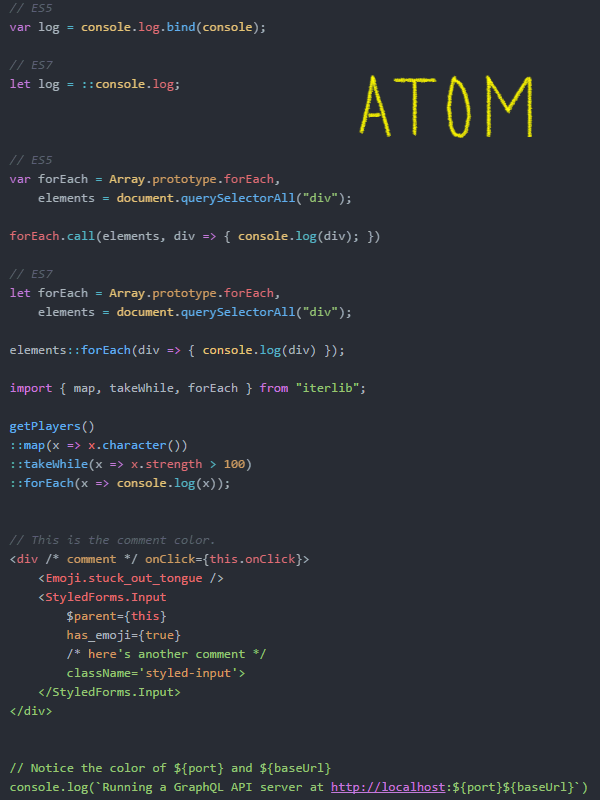 // ES5
var log = console.log.bind(console);
// ES7
let log = ::console.log;
ATOM
// ES5
var forEach = Array.prototype.forEach,
    elements = document.querySelectorAll("div");
forEach.call(elements, div => { console.log(div); })
// ES7
let forEach = Array.prototype.forEach,
    elements = document.querySelectorAll("div");
elements::forEach(div => { console.log(div) });
import { map, takeWhile, forEach } from "iterlib";
getPlayers()
::map(x => x.character())
::takeWhile(x => x.strength > 100)
::forEach(x => console.log(x));
// This is the comment color.
<div /* comment */ onClick={this.onClick}>
    <Emoji.stuck_out_tongue />
    <StyledForms.Input
        $parent={this}
        has_emoji={true}
        /* here's another comment */
        className='styled-input'>
    </StyledForms.Input>
</div>
// Notice the color of ${port} and ${baseUrl}
console.log(`Running a GraphQL API server at http://localhost:${port}${baseUrl}`)